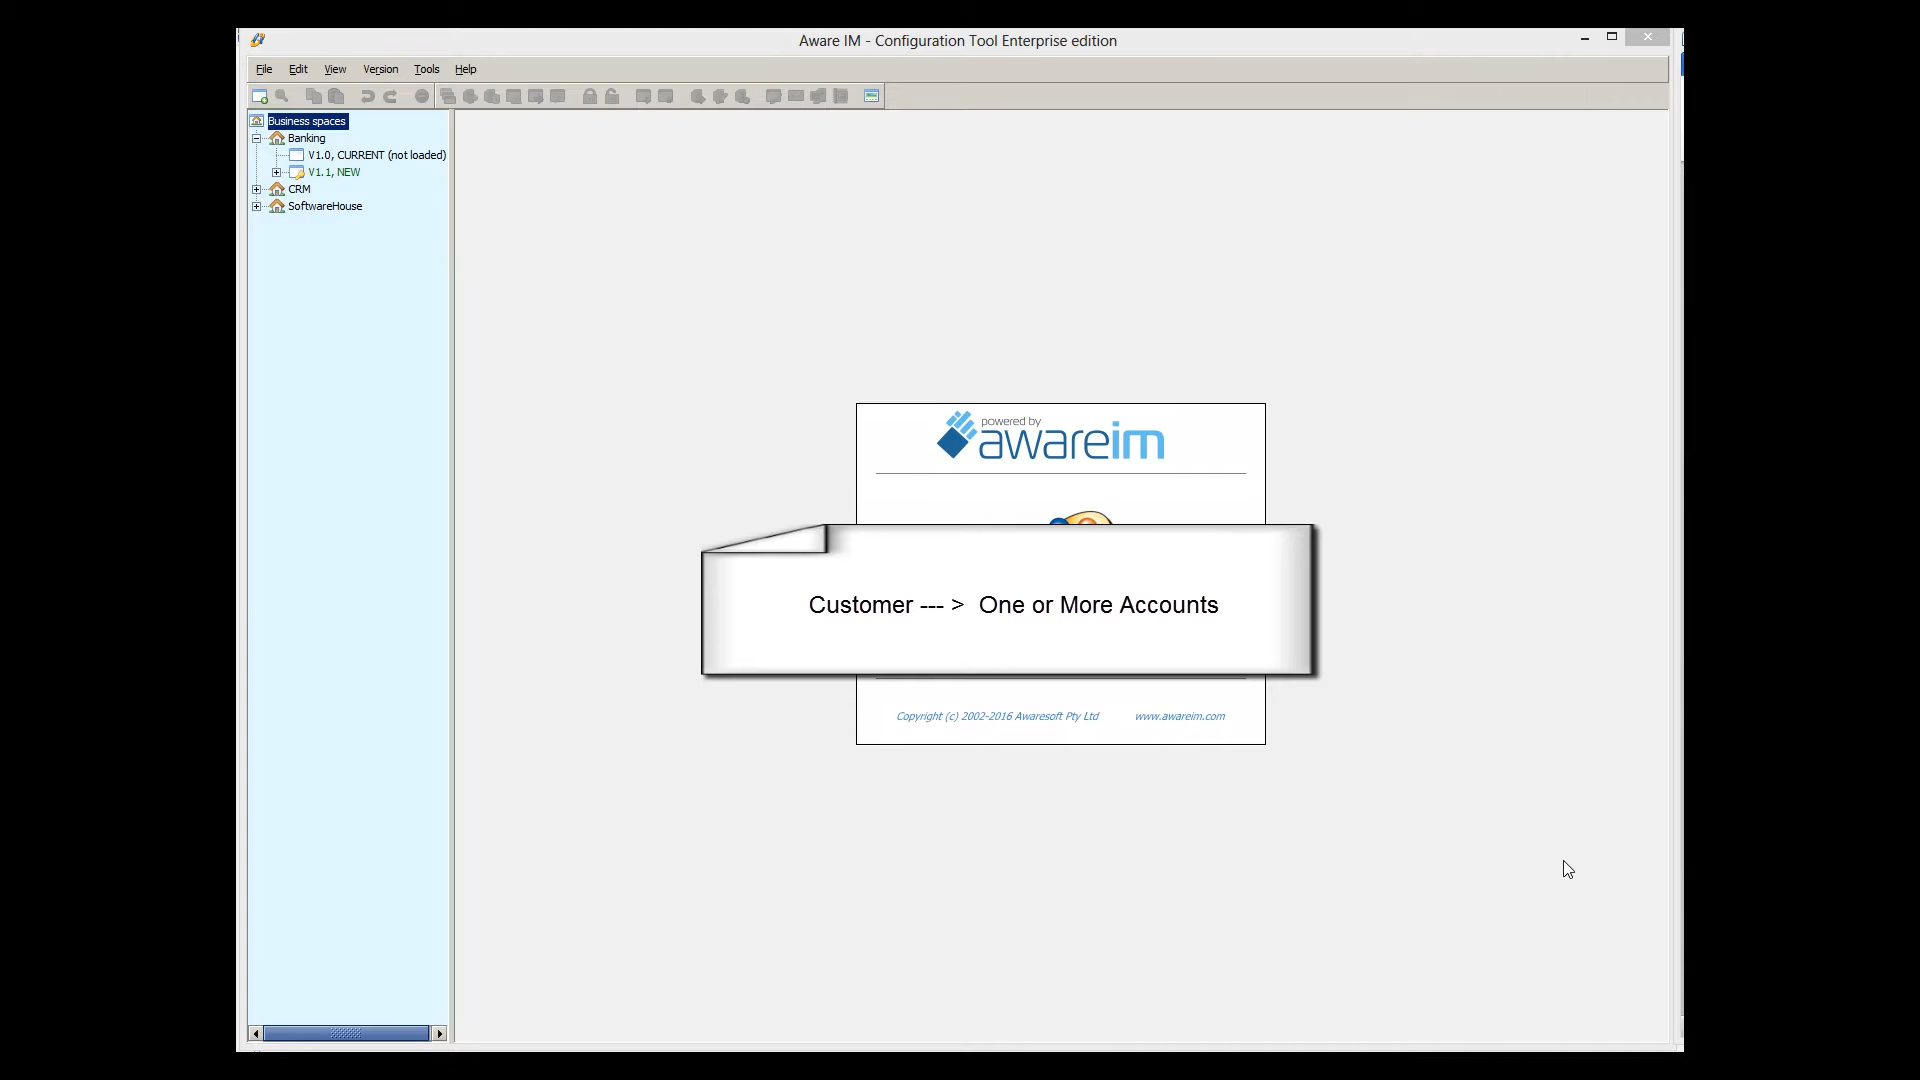 Aware IM - Configuration Tool Enterprise edition
File Edit View Version Tools Help
Business spaces
Banking
V1.0, CURRENT (not loaded)
V1.1, NEW
CRM
SoftwareHouse
powered by
awareim
Customer --- > One or More Accounts
Copyright (c) 2002-2016 Awaresoft Pty Ltd www.awareim.com